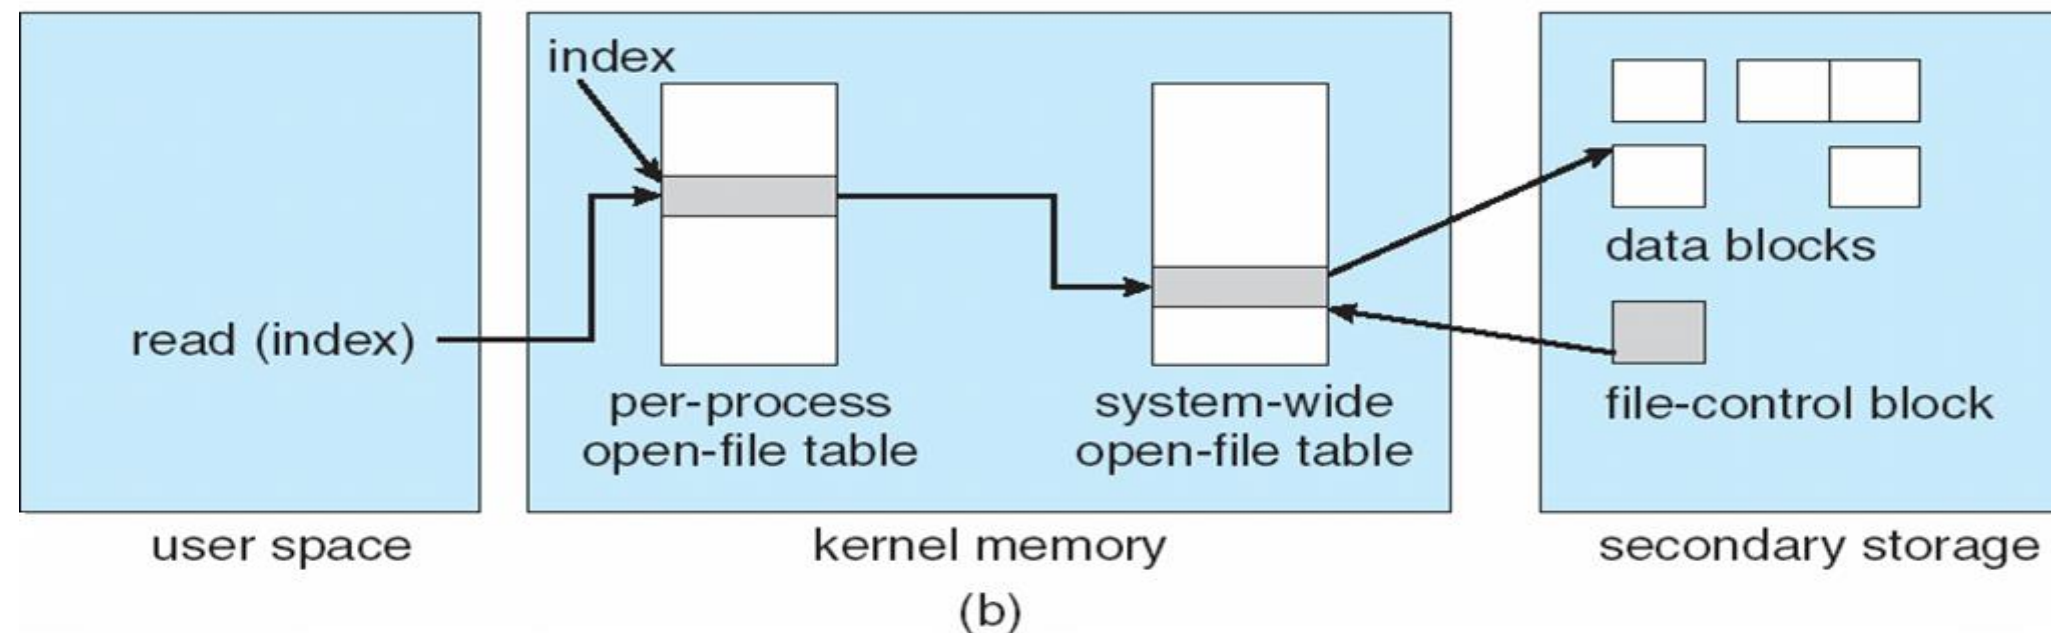 index
read (index)
per-process
open-file table
system-wide
open-file table
data blocks
file-control block
user space
kernel memory
secondary storage
(b)